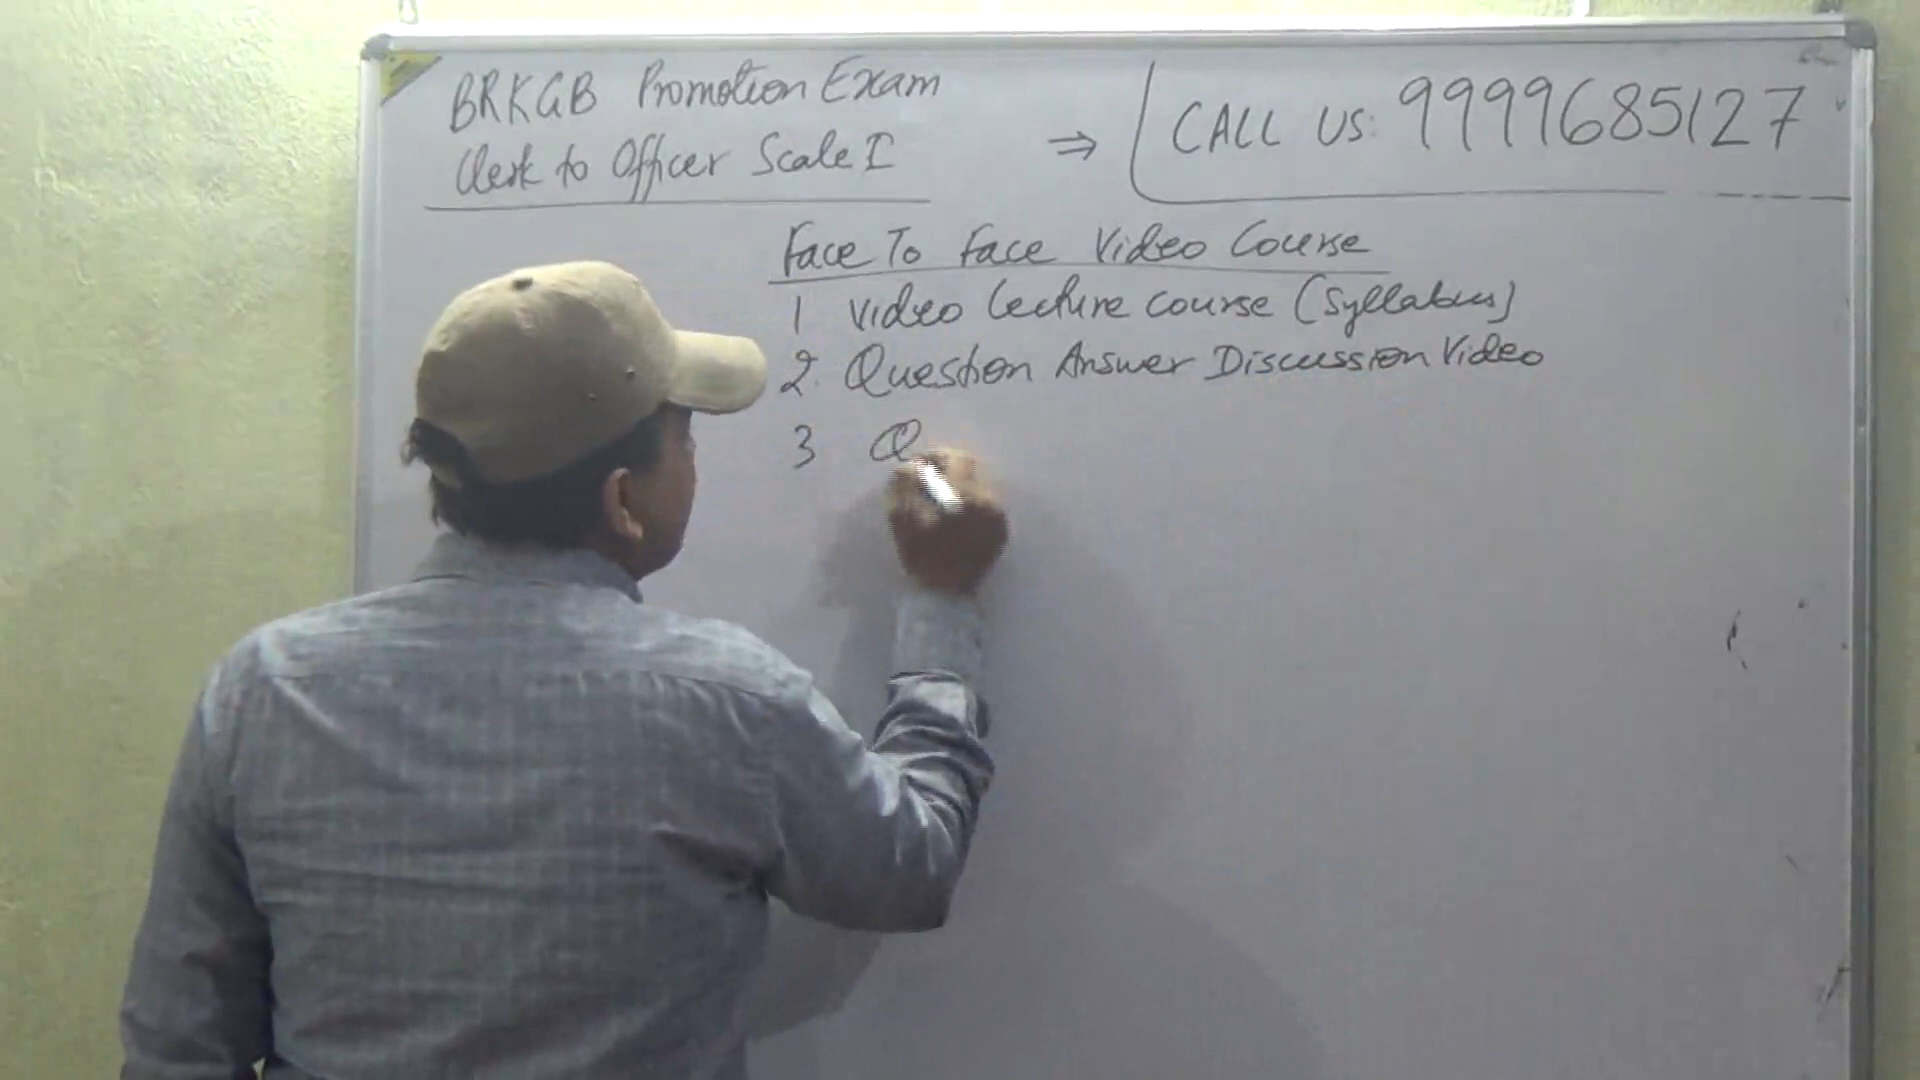 BRKGB Promotion Exam
Clerk to Officer Scale I
⇒ CALL US: 9999685127
Face To Face Video Course
1 Video Lecture Course (Syllabus)
2. Question Answer Discussion Video
3 Q